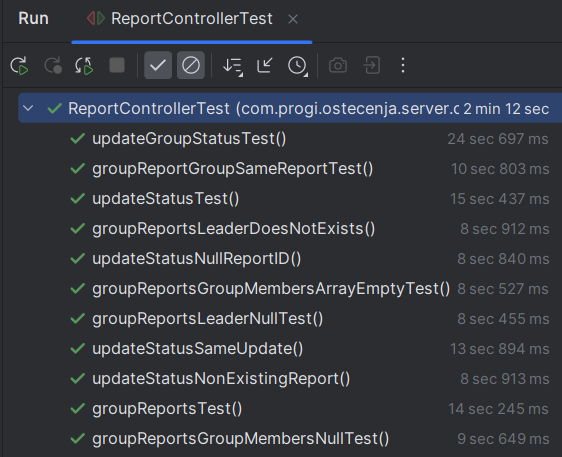 Run ReportControllerTest
ReportControllerTest (com.progi.ostecenja.server.c 2 min 12 sec
updateGroupStatusTest() 24 sec 697 ms
groupReportGroupSameReportTest() 10 sec 803 ms
updateStatusTest() 15 sec 437 ms
groupReportsLeaderDoesNotExists() 8 sec 912 ms
updateStatusNullReportID() 8 sec 840 ms
groupReportsGroupMembersArrayEmptyTest() 8 sec 527 ms
groupReportsLeaderNullTest() 8 sec 455 ms
updateStatusSameUpdate() 13 sec 894 ms
updateStatusNonExistingReport() 8 sec 913 ms
groupReportsTest() 14 sec 245 ms
groupReportsGroupMembersNullTest() 9 sec 649 ms